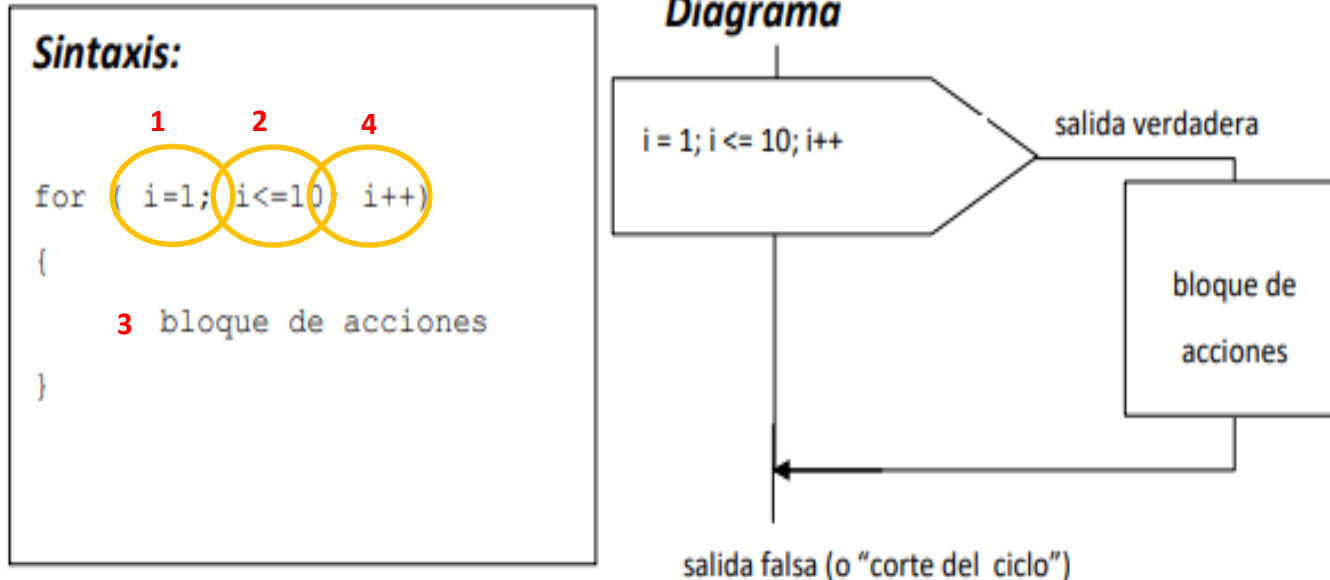 Sintaxis:
1 2 4
for ( i=1; i<=10; i++)
{
3 bloque de acciones
}
Diagrama
i = 1; i <= 10; i++
salida verdadera
bloque de
acciones
salida falsa (o “corte del ciclo”)